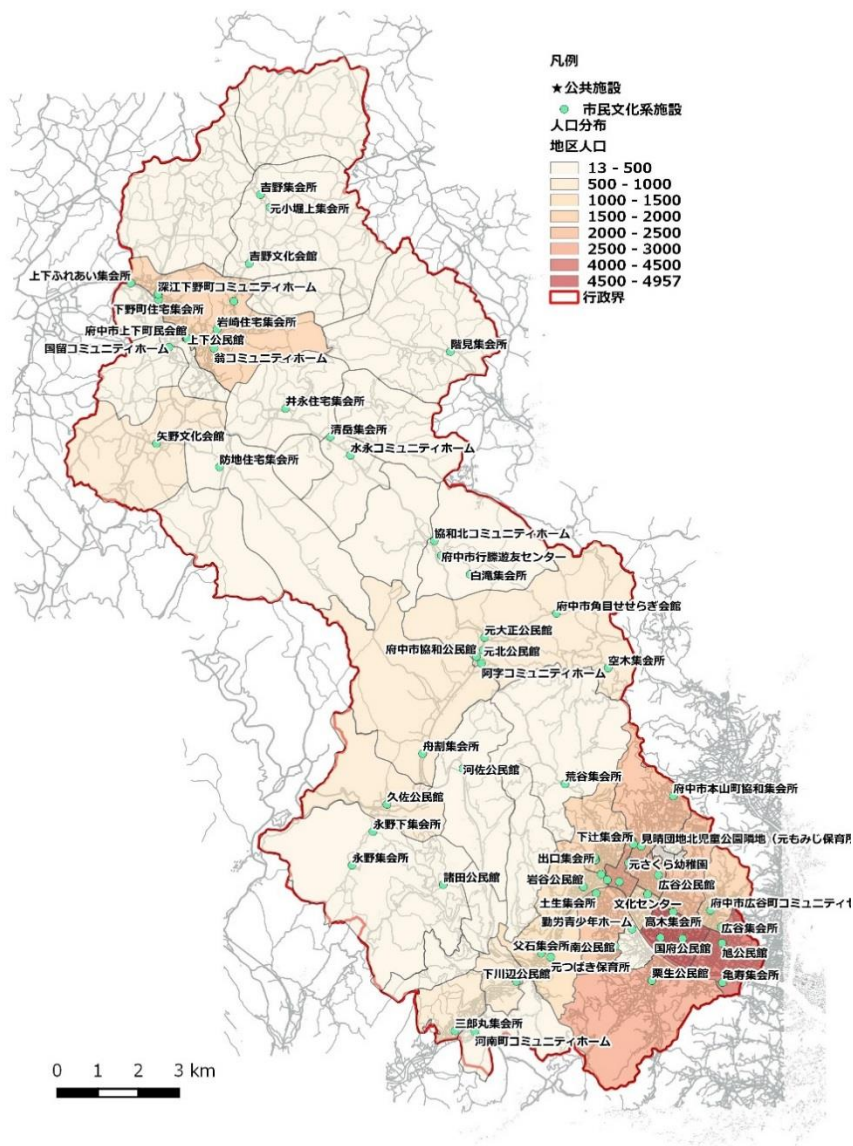 凡例
★公共施設
市民文化系施設
人口分布
地区人口
13 - 500
500 - 1000
1000 - 1500
1500 - 2000
2000 - 2500
2500 - 3000
4000 - 4500
4500 - 4957
行政界
吉野集会所
元小堀上集会所
吉野文化会館
上下ふれあい集会所
深江下野町コミュニティホーム
下野町住宅集会所
岩崎住宅集会所
府中市上下町民会館
上下公民館
国留コミュニティホーム
翁コミュニティホーム
階見集会所
井永住宅集会所
清岳集会所
矢野文化会館
水永コミュニティホーム
防地住宅集会所
協和北コミュニティホーム
府中市行縢遊友センター
白滝集会所
府中市角目せせらぎ会館
元大正公民館
府中市協和公民館
元北公民館
阿字コミュニティホーム
空木集会所
舟割集会所
河佐公民館
荒谷集会所
府中市本山町協和集会所
久佐公民館
永野下集会所
下辻集会所
見晴団地北児童公園隣地（元もみじ保育所
出口集会所
元さくら幼稚園
永野集会所
諸田公民館
岩谷公民館
広谷公民館
土生集会所
文化センター
府中市広谷町コミュニティセ
勤労青少年ホーム
高木集会所
広谷集会所
父石集会所
南公民館
国府公民館
旭公民館
元つばき保育所
下川辺公民館
栗生公民館
亀寿集会所
三郎丸集会所
河南町コミュニティホーム
0 1 2 3 km